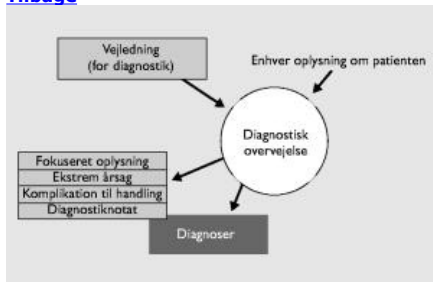 Tilbage
Vejledning
(for diagnostik)
Enhver oplysning om patienten
Diagnostisk
overvejelse
Fokuseret oplysning
Ekstrem årsag
Komplikation til handling
Diagnostiknotat
Diagnoser